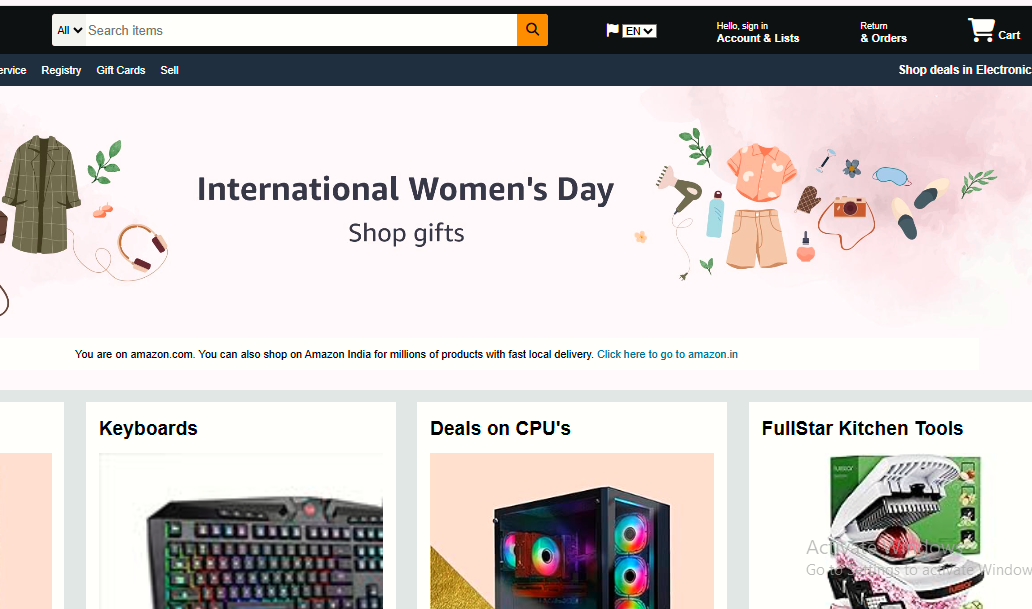 All Search items EN
Hello, sign in
Account & Lists
Return
& Orders
Cart
ervice Registry Gift Cards Sell Shop deals in Electronic
International Women's Day
Shop gifts
You are on amazon.com. You can also shop on Amazon India for millions of products with fast local delivery. Click here to go to amazon.in
Keyboards
Deals on CPU's
FullStar Kitchen Tools
Activate Windows
Go to Settings to activate Window